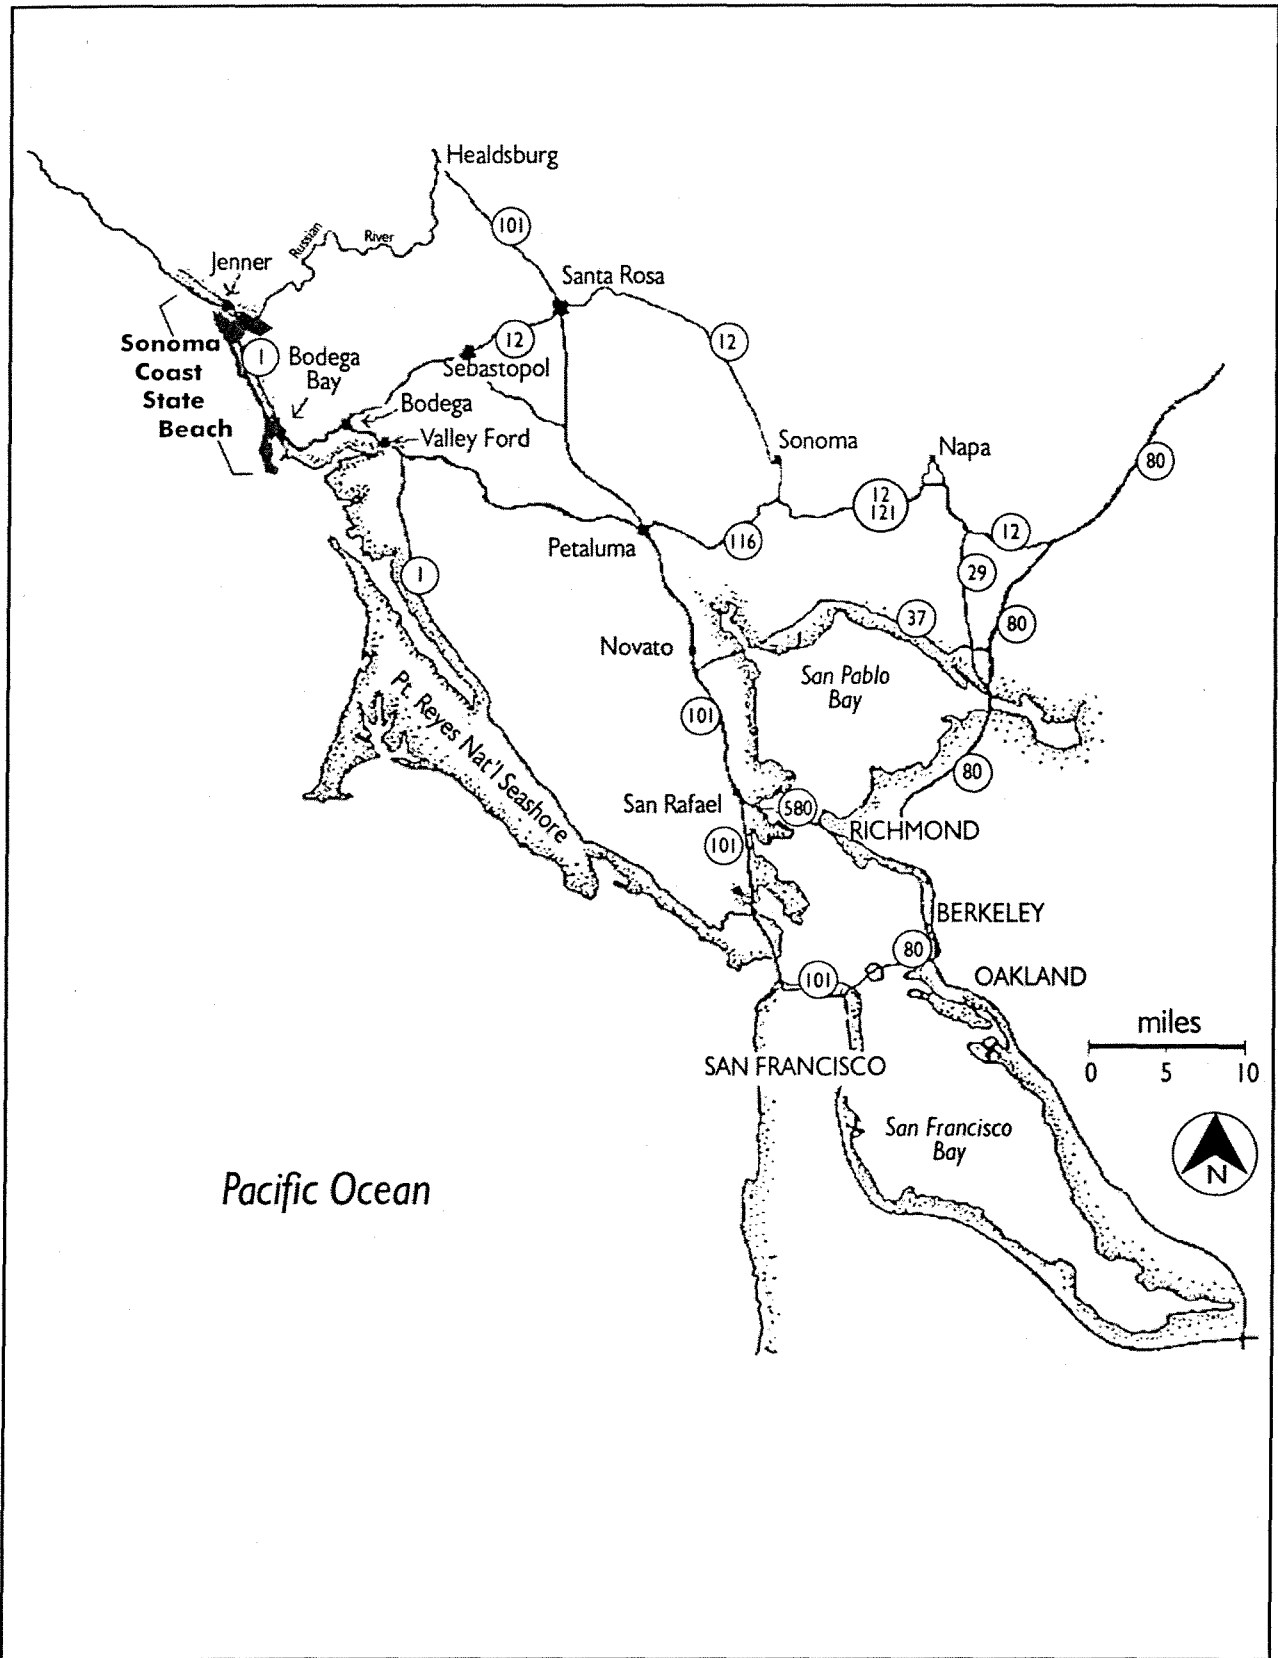 Healdsburg
101
Russian
River
Jenner
Santa Rosa
12
12
Sonoma
Coast
State
Beach
1
Bodega
Bay
Sebastopol
Bodega
Valley Ford
Sonoma
Napa
80
12
121
12
116
Petaluma
29
1
37
80
Novato
San Pablo
Bay
Pt. Reyes Nat'l Seashore
101
80
San Rafael
580
RICHMOND
101
BERKELEY
80
OAKLAND
101
miles
0 5 10
SAN FRANCISCO
San Francisco
Bay
N
Pacific Ocean